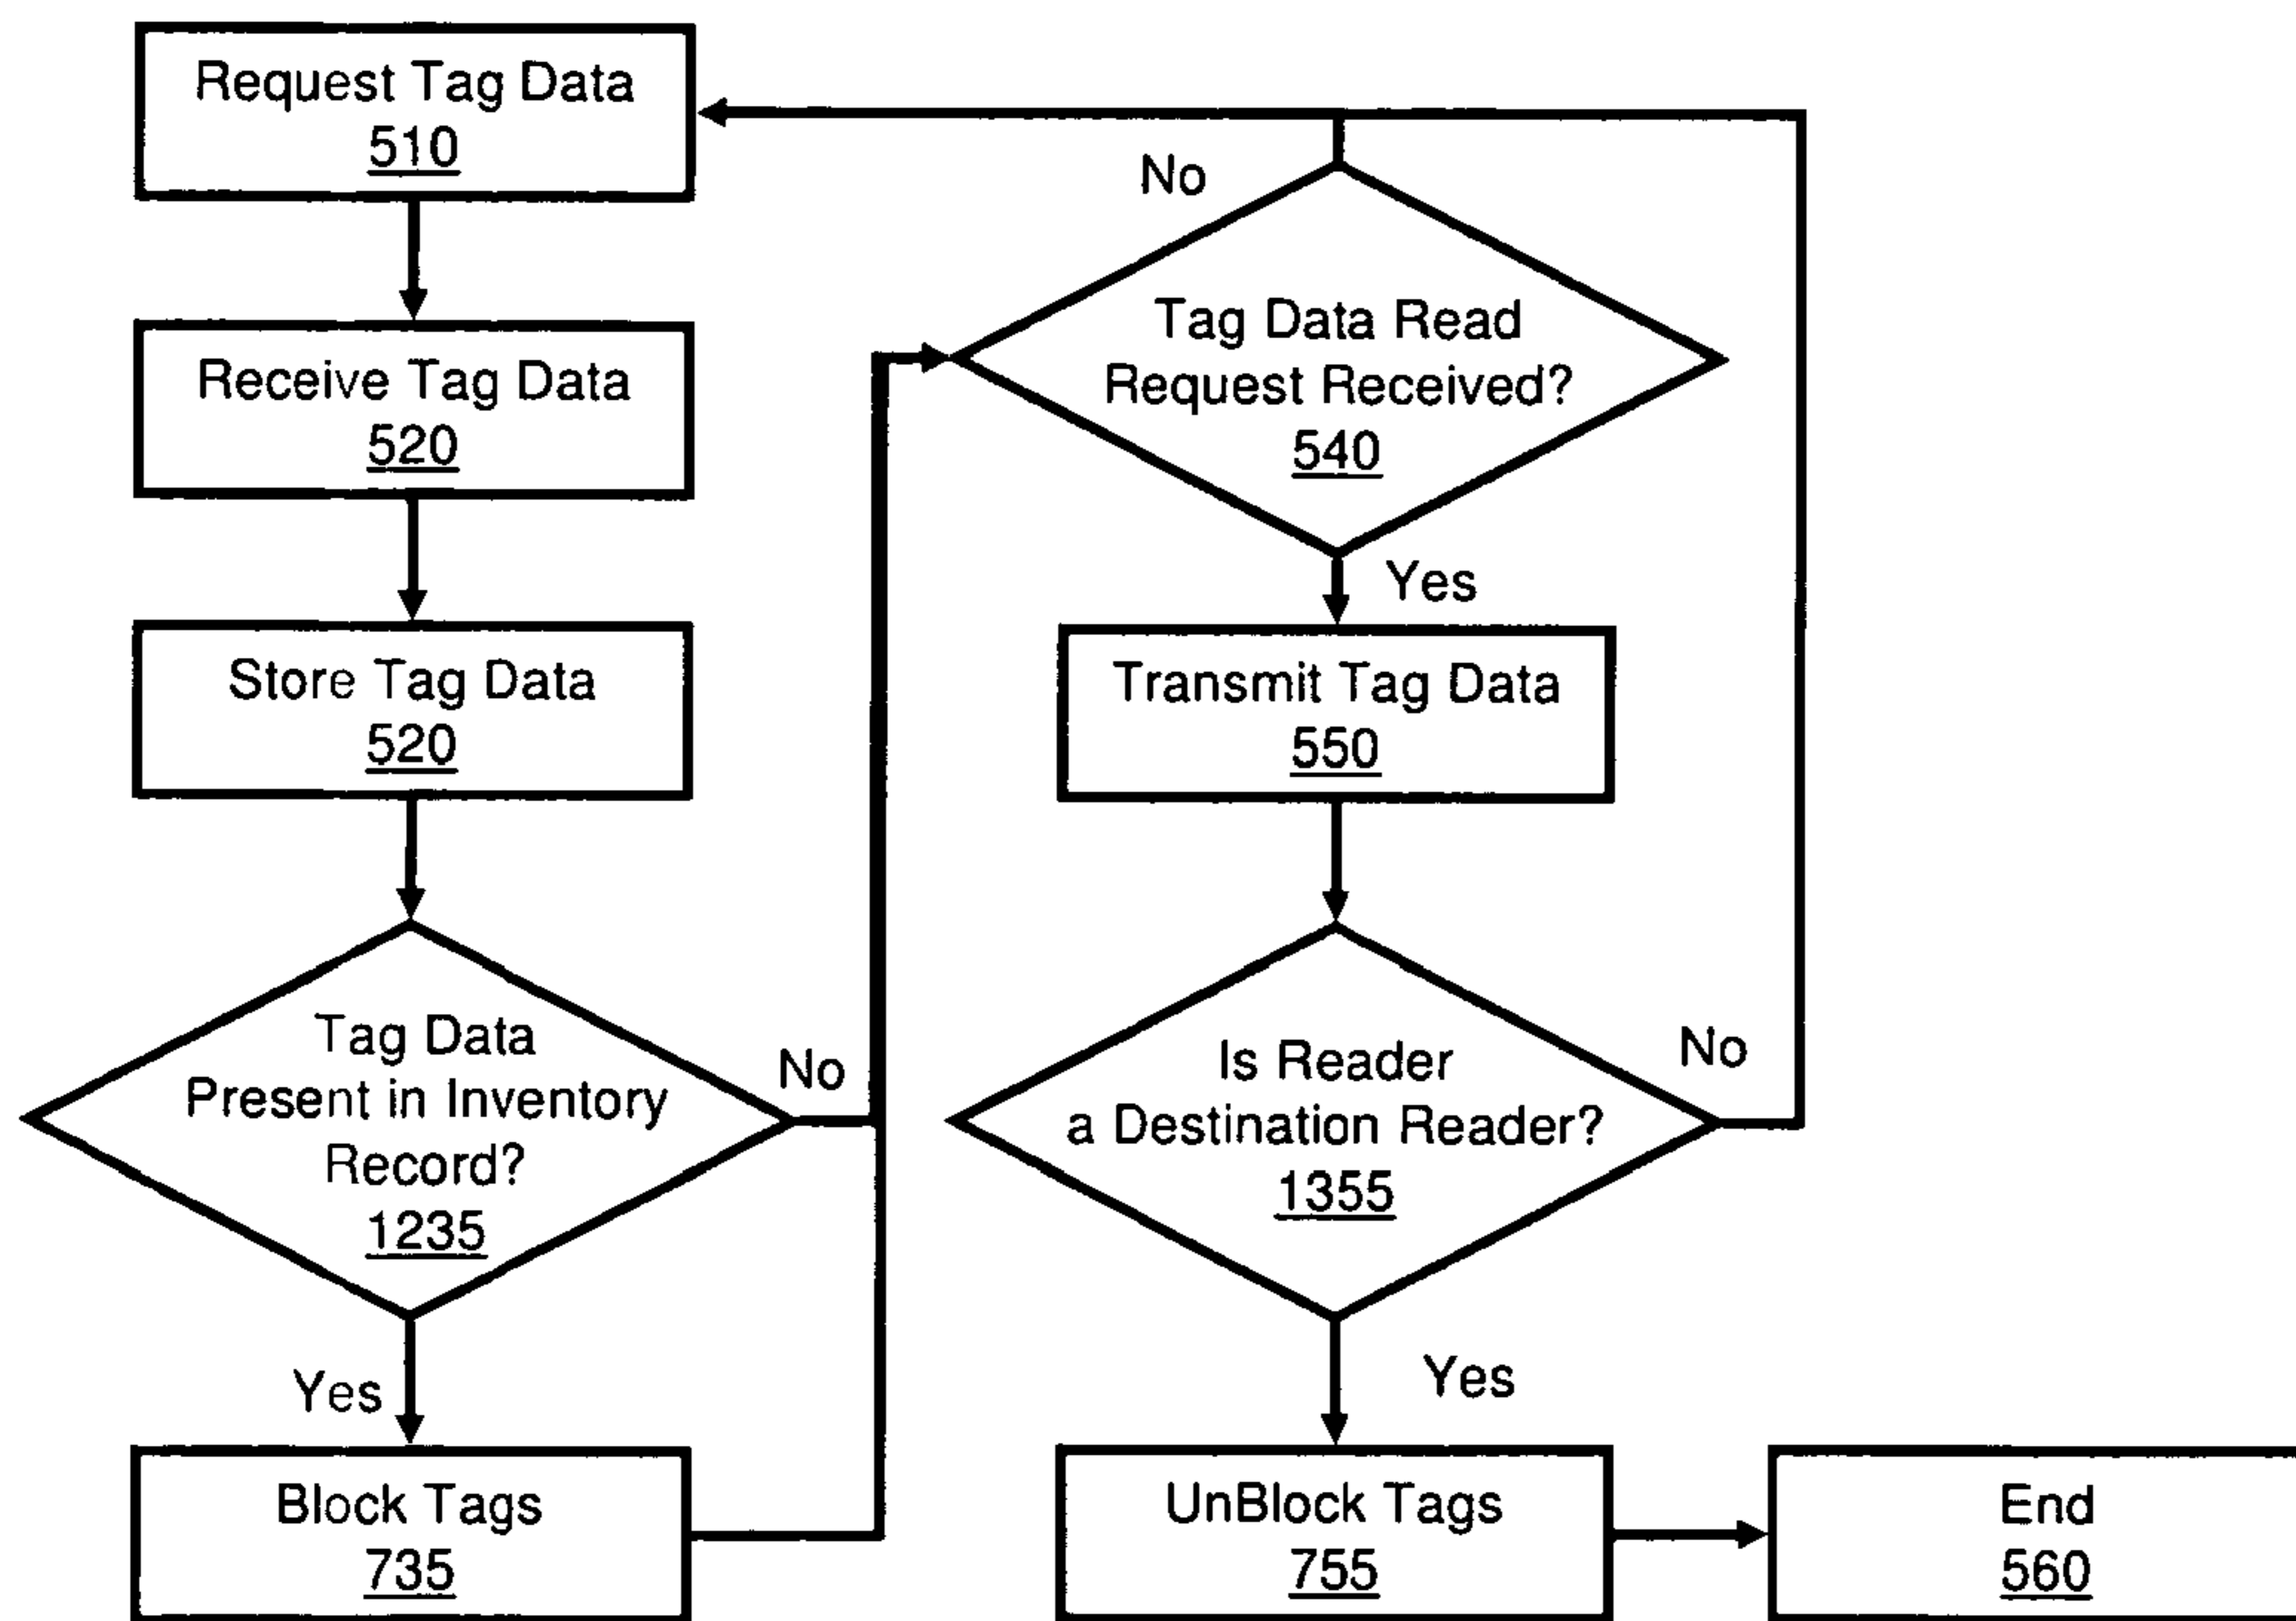 Request Tag Data
510
Receive Tag Data
520
Store Tag Data
520
Tag Data
Present in Inventory
Record?
1235
No
Yes
Block Tags
735
No
Tag Data Read
Request Received?
540
Yes
Transmit Tag Data
550
Is Reader
a Destination Reader?
1355
No
Yes
UnBlock Tags
755
End
560